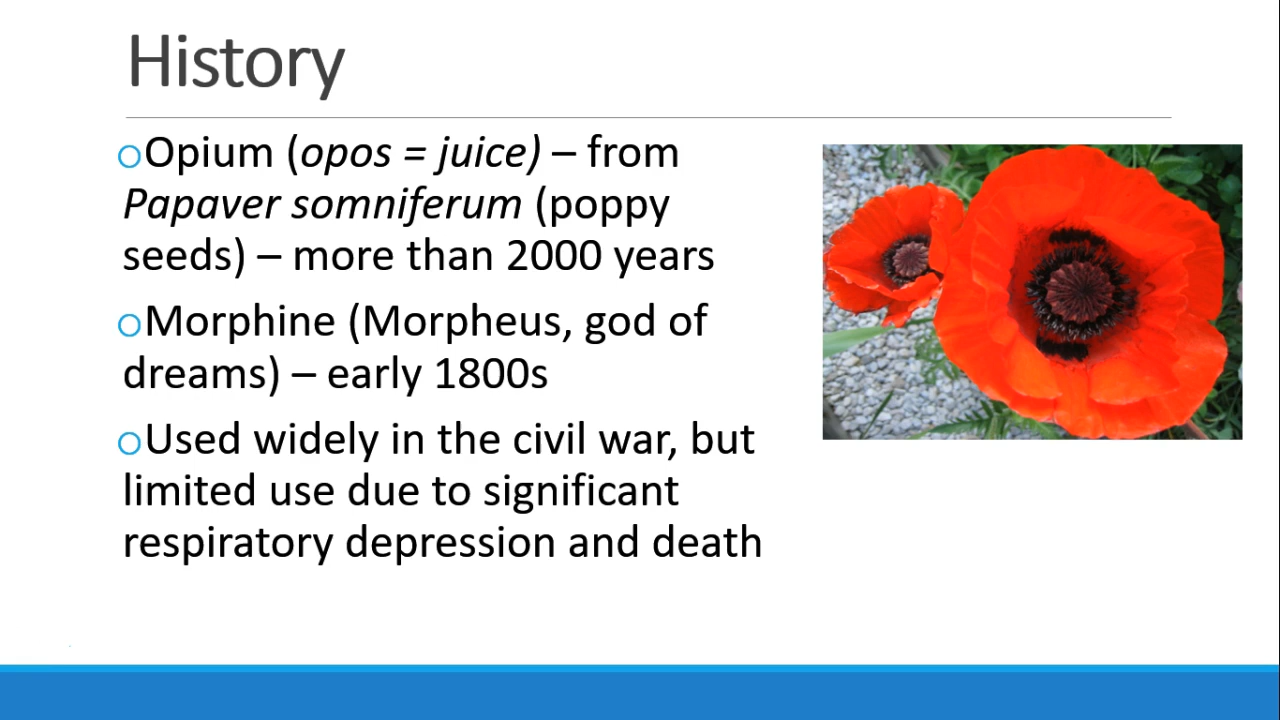 History
○Opium (opos = juice) – from
Papaver somniferum (poppy
seeds) – more than 2000 years
○Morphine (Morpheus, god of
dreams) – early 1800s
○Used widely in the civil war, but
limited use due to significant
respiratory depression and death